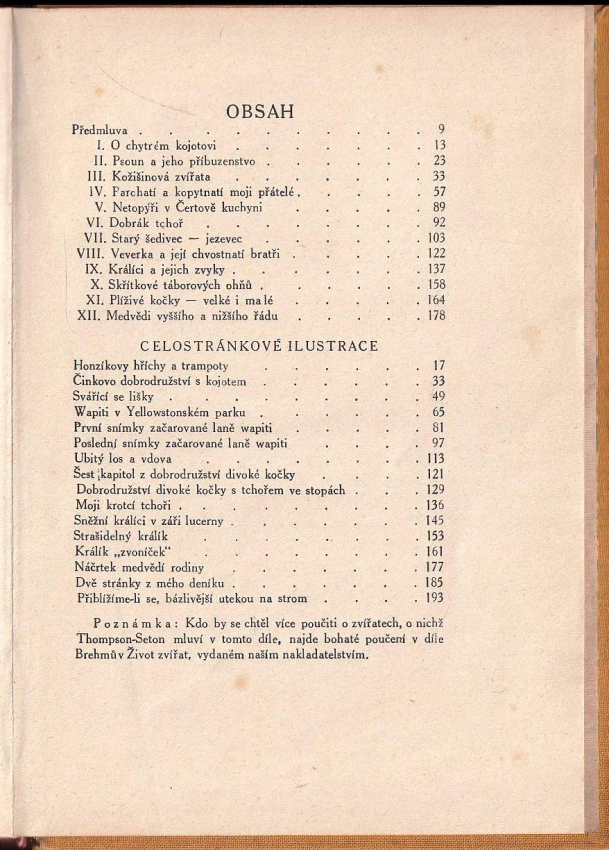 OBSAH
Předmluva . . . . . . . . . 9
I. O chytrém kojotovi . . . . . . 13
II. Psoun a jeho příbuzenstvo . . . . . . 23
III. Kožišinová zvířata . . . . . . 33
IV. Parohatí a kopytnatí moji přátelé . . . . . 57
V. Netopýři v Čertově kuchyni . . . . . 89
VI. Dobrák tchoř . . . . . . . 92
VII. Starý šedivec — jezevec . . . . . . 103
VIII. Veverka a její chvostnatí bratři . . . . . 122
IX. Králíci a jejich zvyky . . . . . . . 137
X. Skřítkové táborových ohňů . . . . . . 158
XI. Plíživé kočky — velké i malé . . . . . 164
XII. Medvědi vyššího a nižšího řádu . . . . . 178
CELOSTRÁNKOVÉ ILUSTRACE
Honzíkovy hříchy a trampoty . . . . . . 17
Činkovo dobrodružství s kojotem . . . . . . 33
Svářící se lišky . . . . . . . . 49
Wapiti v Yellowstonském parku . . . . . . 65
První snímky začarované laně wapiti . . . . . 81
Poslední snímky začarované laně wapiti . . . . . 97
Ubitý los a vdova . . . . . . . 113
Šest kapitol z dobrodružství divoké kočky . . . . 121
Dobrodružství divoké kočky s tchořem ve stopách . . . . 129
Moji krotcí tchoři . . . . . . . . 136
Sněžní králíci v záři lucerny . . . . . . . 145
Strašidelný králík . . . . . . . 153
Králík „zvoníček“ . . . . . . . 161
Náčrtek medvědí rodiny . . . . . . . 177
Dvě stránky z mého deníku . . . . . . . 185
Přiblížíme-li se, bázlivější utekou na strom . . . . 193
Poznámka: Kdo by se chtěl více poučiti o zvířatech, o nichž
Thompson-Seton mluví v tomto díle, najde bohaté poučení v díle
Brehmův Život zvířat, vydaném naším nakladatelstvím.